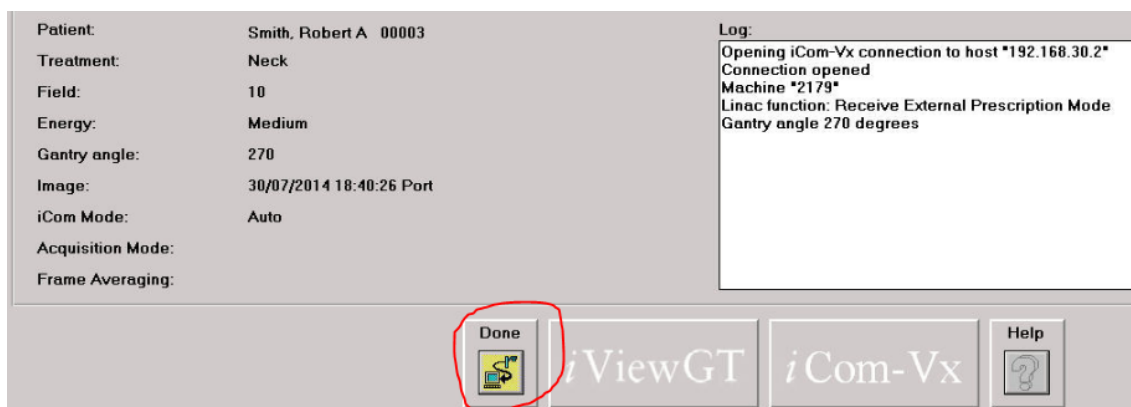 Patient: Smith, Robert A 00003
Treatment: Neck
Field: 10
Energy: Medium
Gantry angle: 270
Image: 30/07/2014 18:40:26 Port
iCom Mode: Auto
Acquisition Mode:
Frame Averaging:
Log:
Opening iCom-Vx connection to host "192.168.30.2"
Connection opened
Machine "2179"
Linac function: Receive External Prescription Mode
Gantry angle 270 degrees
Done
iViewGT
iCom-Vx
Help